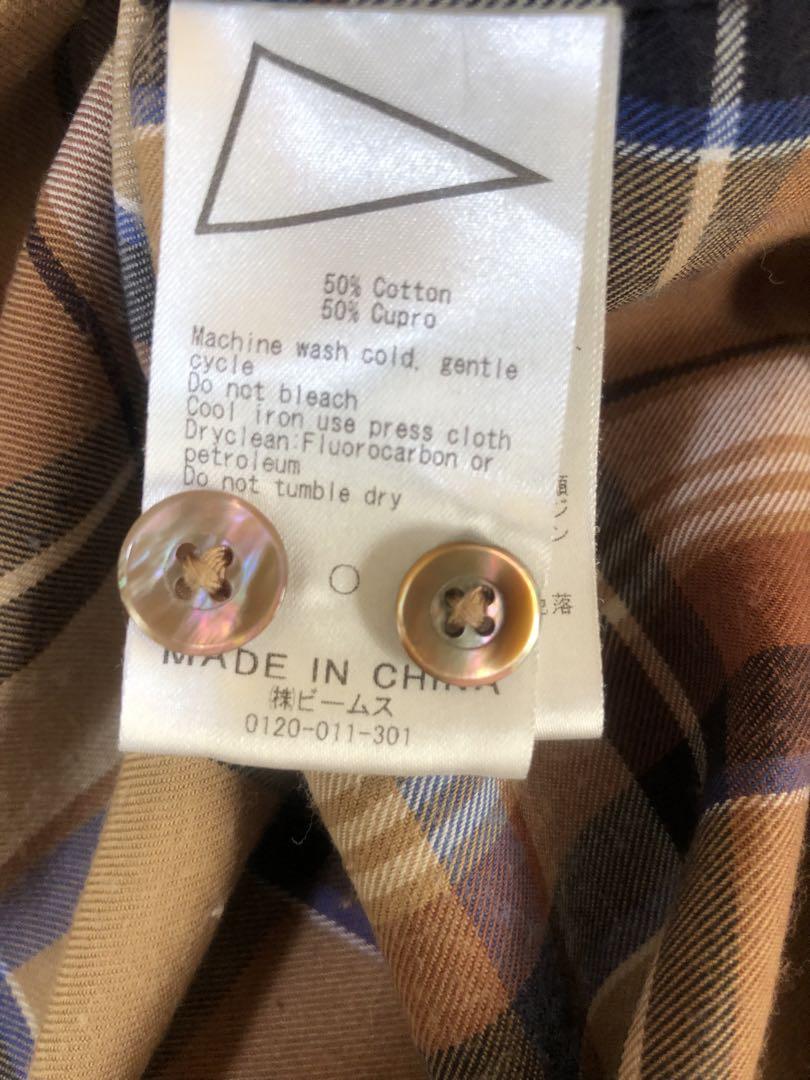 50% Cotton
50% Cupro
Machine wash cold, gentle
cycle
Do not bleach
Cool iron use press cloth
Dryclean:Fluorocarbon or
petroleum
Do not tumble dry
MADE IN CHINA
㈱ビームス
0120-011-301
落